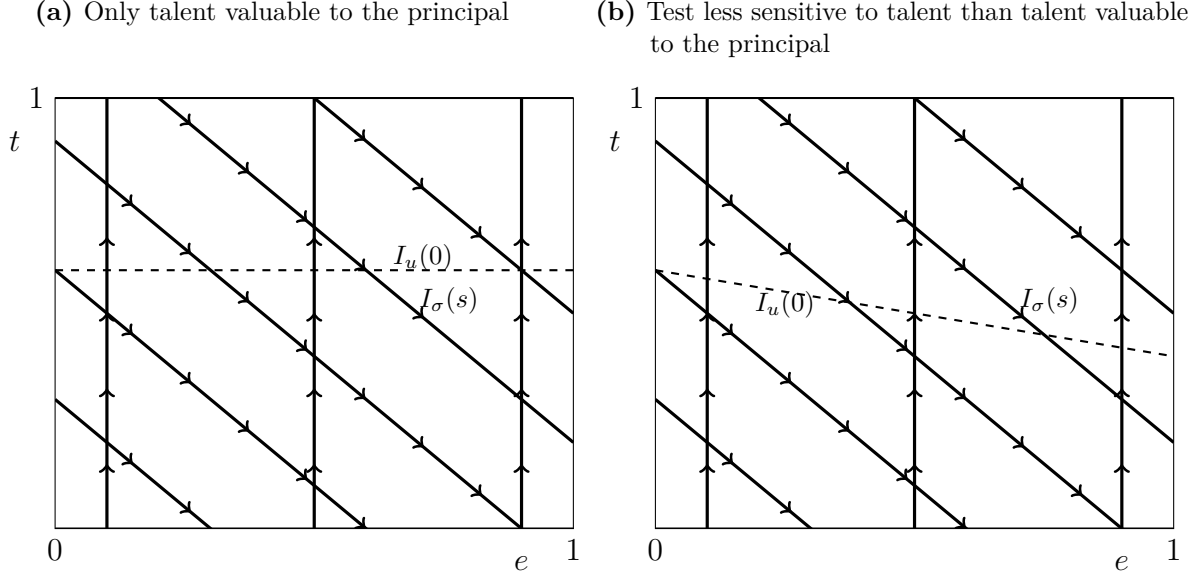 (a) Only talent valuable to the principal
(b) Test less sensitive to talent than talent valuable
to the principal
1
t
I_u(0)
I_σ(s)
0
e
1
1
t
I_u(0)
I_σ(s)
0
e
1